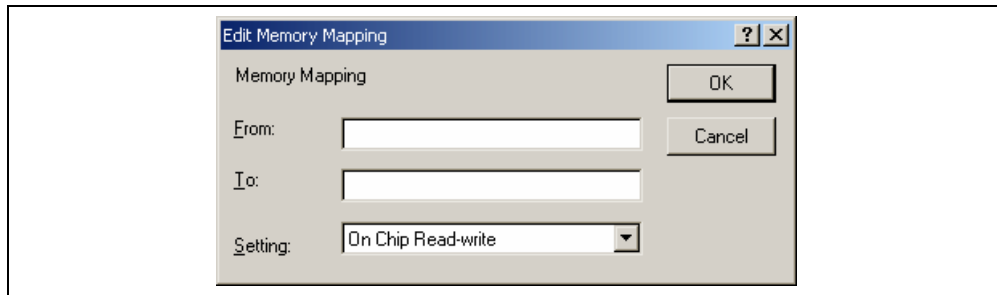 Edit Memory Mapping
Memory Mapping
OK
From:
Cancel
To:
Setting: On Chip Read-write